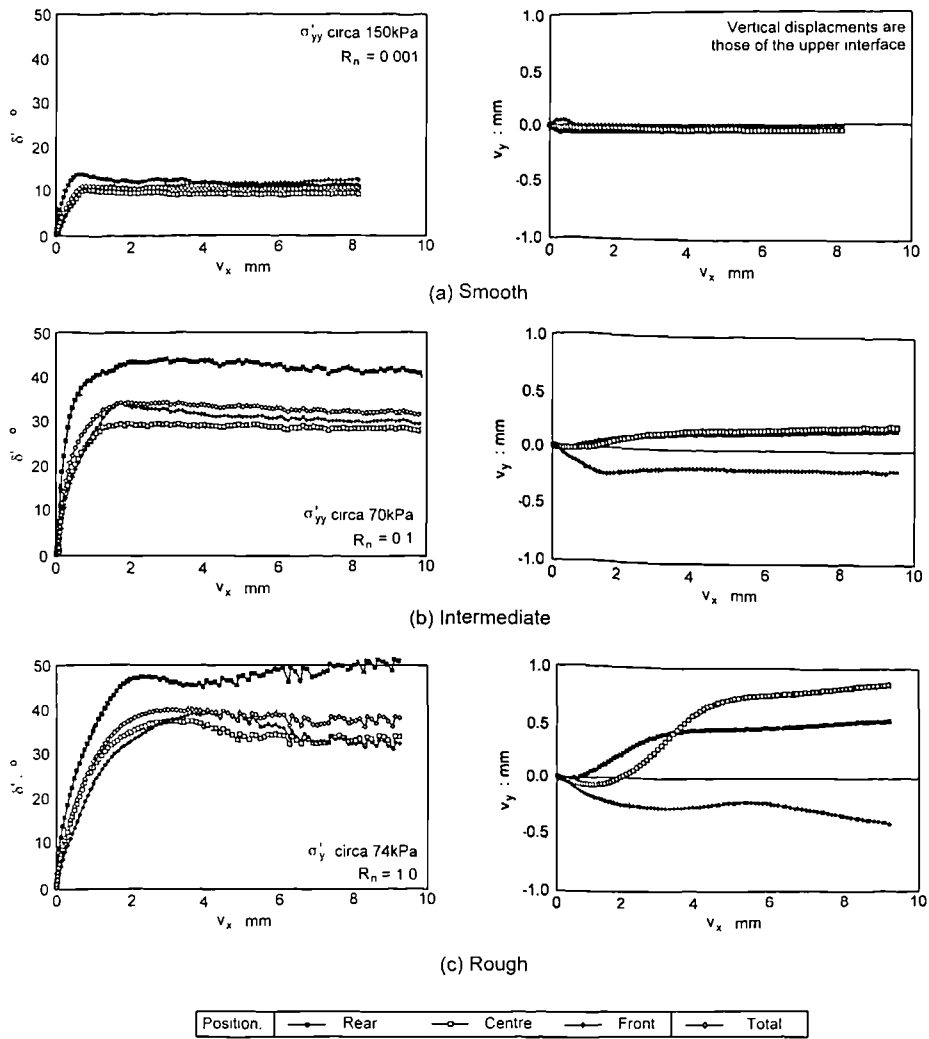 50
40
30
20
10
0
δ' °
σ'yy circa 150kPa
Rn = 0 001
0 2 4 6 8 10
vx mm
1.0
0.5
0.0
-0.5
-1.0
vy : mm
Vertical displacments are
those of the upper interface
0 2 4 6 8 10
vx mm
(a) Smooth
50
40
30
20
10
0
δ' °
σ'yy circa 70kPa
Rn = 0 1
0 2 4 6 8 10
vx mm
1.0
0.5
0.0
-0.5
-1.0
vy : mm
0 2 4 6 8 10
vx mm
(b) Intermediate
50
40
30
20
10
0
δ' . °
σ'y circa 74kPa
Rn = 1 0
0 2 4 6 8 10
vx mm
1.0
0.5
0.0
-0.5
-1.0
vy : mm
0 2 4 6 8 10
vx mm
(c) Rough
Position. Rear Centre Front Total